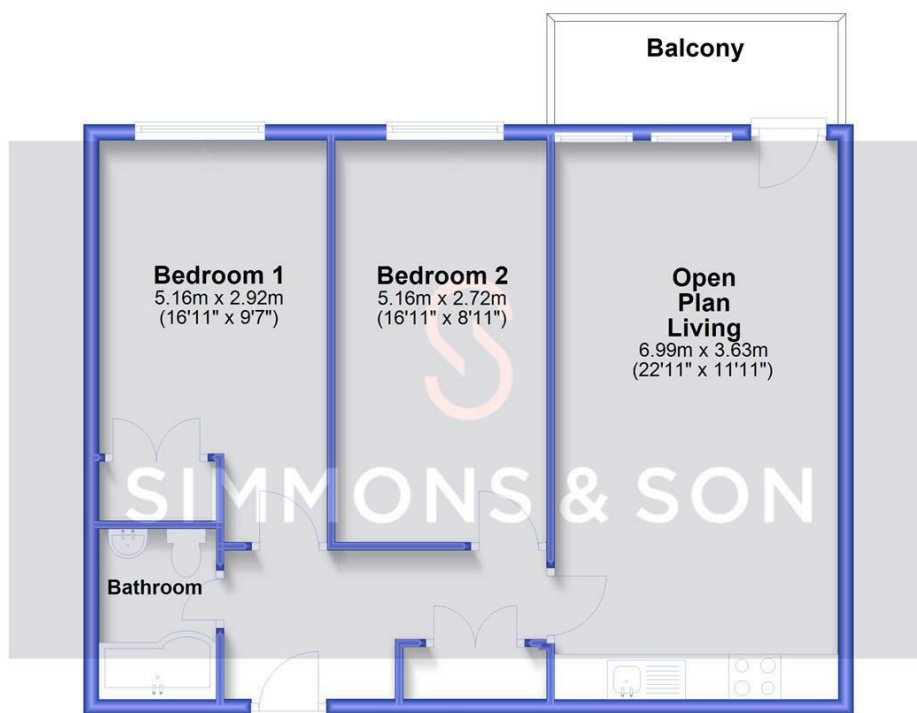 Balcony
Bedroom 1
5.16m x 2.92m
(16'11" x 9'7")
Bedroom 2
5.16m x 2.72m
(16'11" x 8'11")
Open
Plan
Living
6.99m x 3.63m
(22'11" x 11'11")
SIMMONS & SON
Bathroom